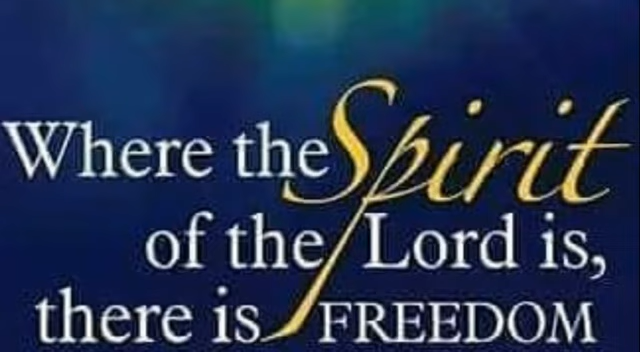 Where the Spirit
of the Lord is,
there is FREEDOM